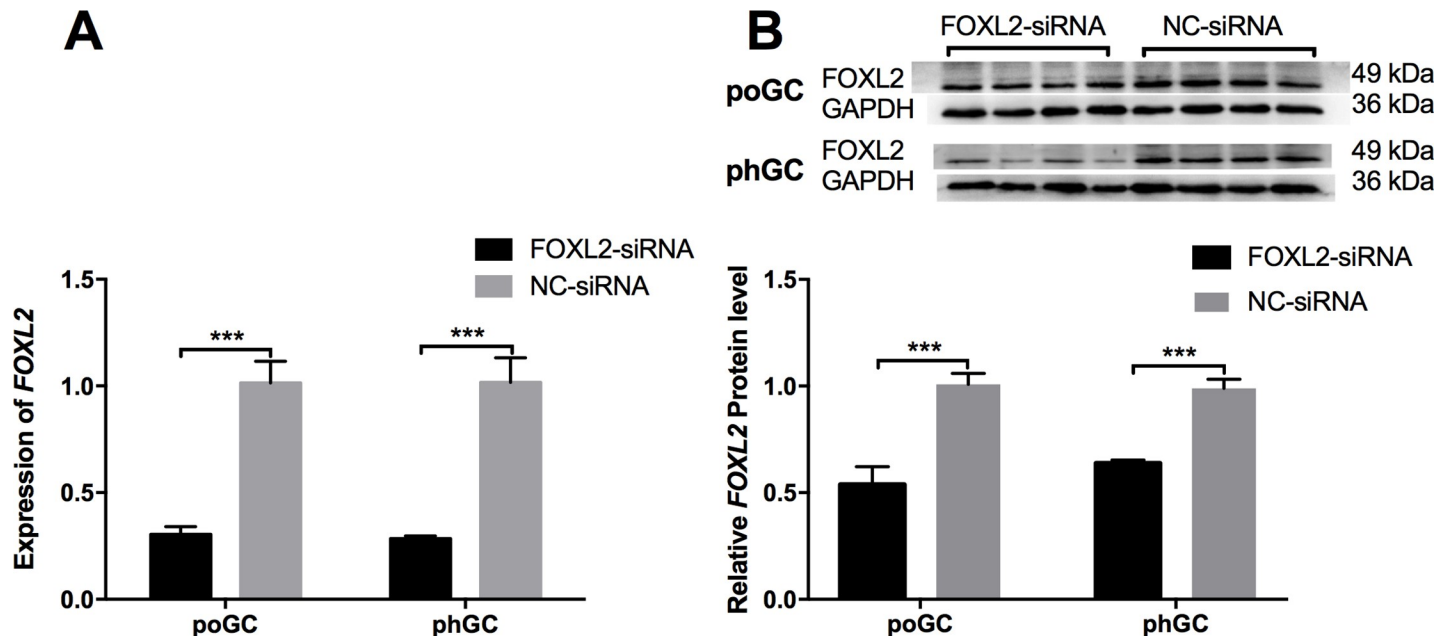 A
FOXL2-siRNA
NC-siRNA
Expression of FOXL2
1.5
1.0
0.5
0.0
***
***
poGC
phGC
B
FOXL2-siRNA NC-siRNA
poGC
FOXL2 49 kDa
GAPDH 36 kDa
phGC
FOXL2 49 kDa
GAPDH 36 kDa
FOXL2-siRNA
NC-siRNA
Relative FOXL2 Protein level
1.5
1.0
0.5
0.0
***
***
poGC
phGC